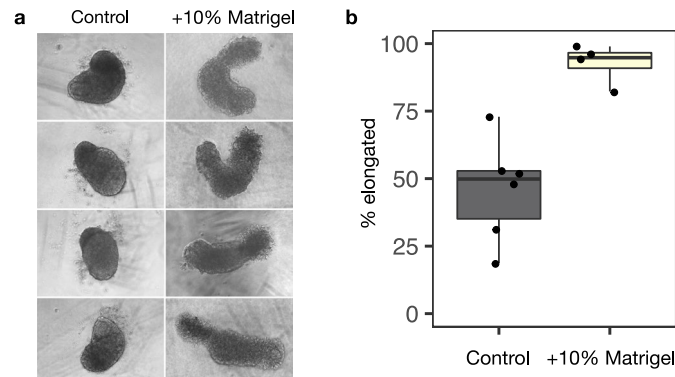 a
Control +10% Matrigel
b
% elongated
100
75
50
25
0
Control +10% Matrigel